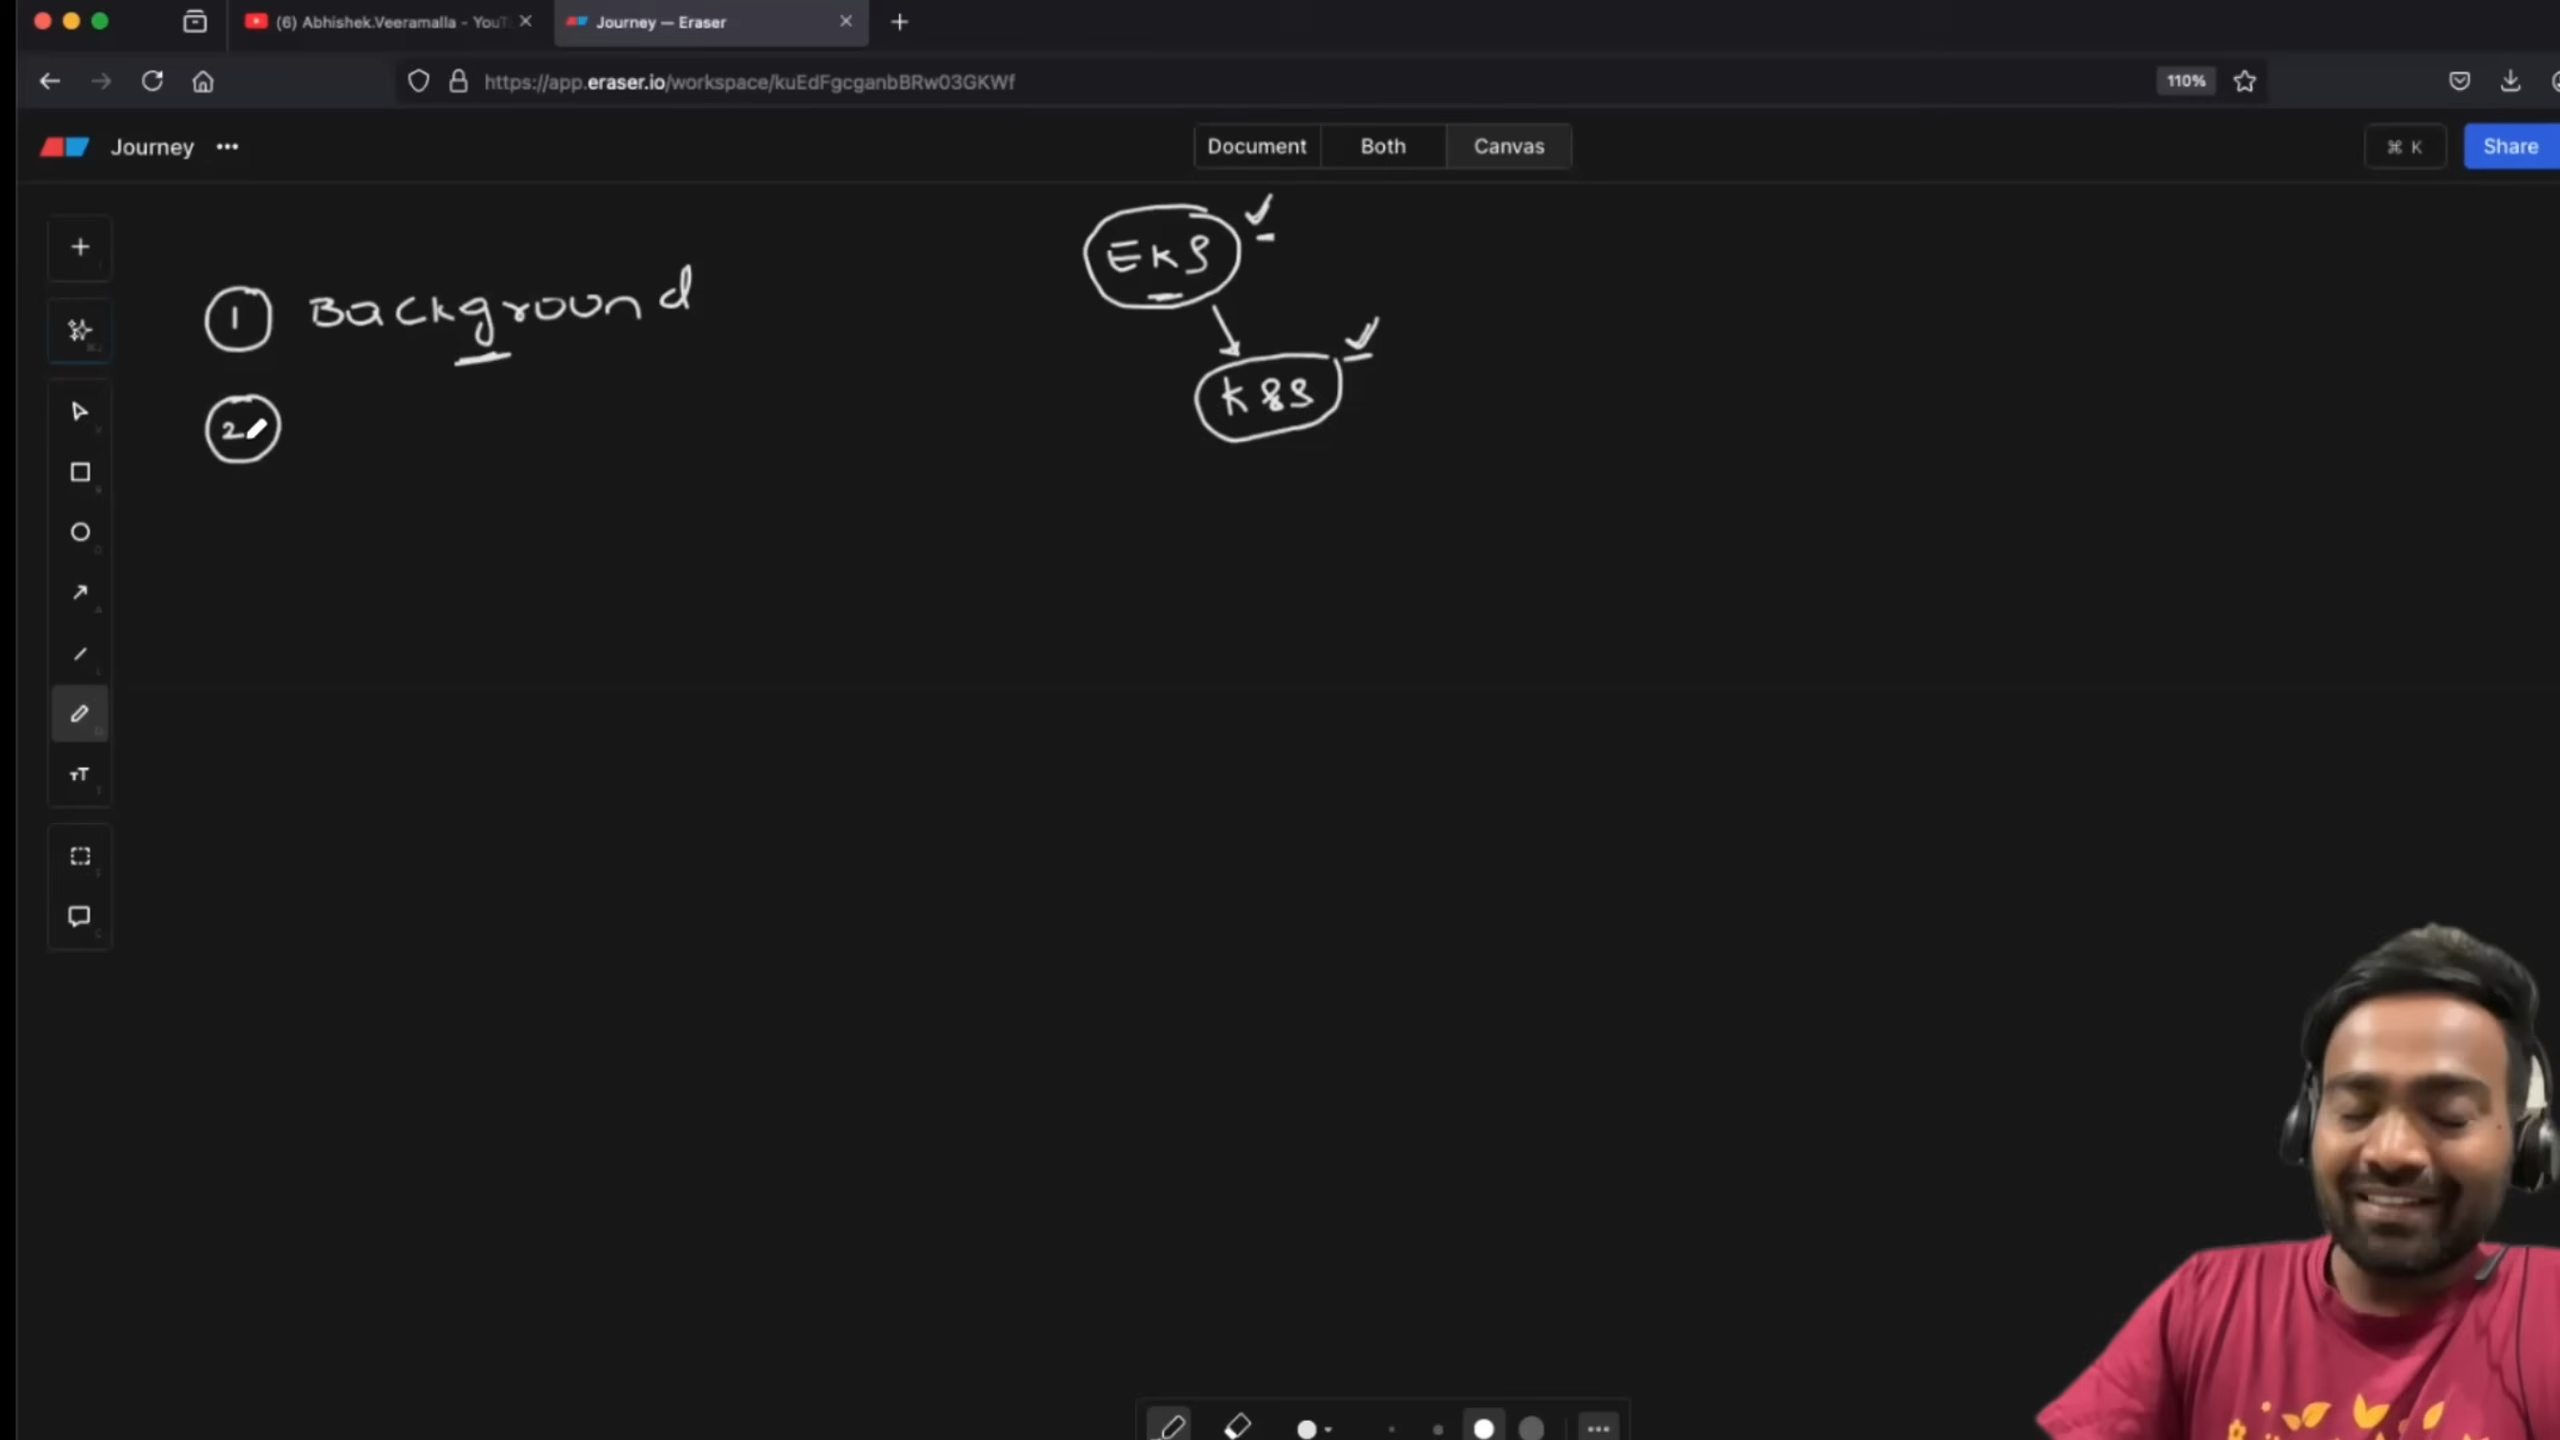 (6) Abhishek.Veeramalla - YouT
Journey — Eraser
https://app.eraser.io/workspace/kuEdFgcganbBRw03GKWf
110%
Journey
Document Both Canvas
⌘ K
Share
EKS
1 Background
K8S
2
TT